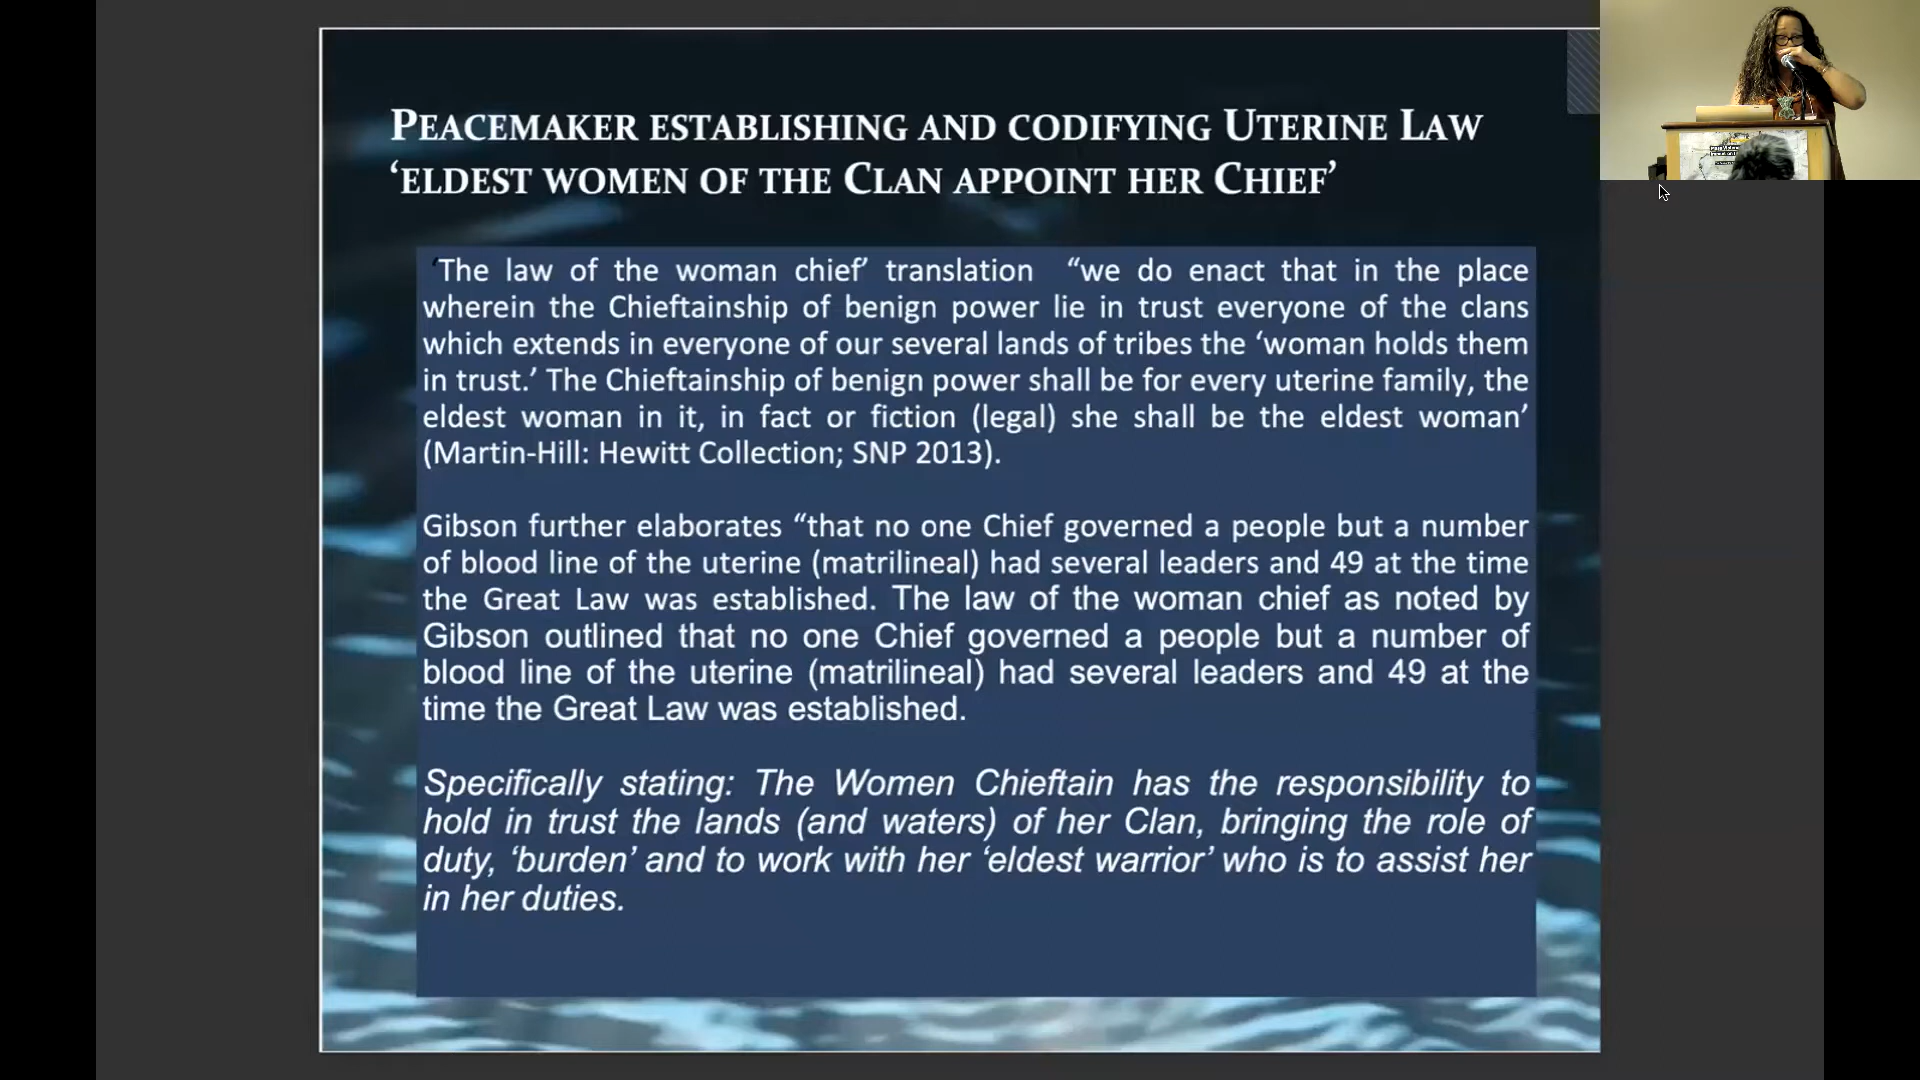 PEACEMAKER ESTABLISHING AND CODIFYING UTERINE LAW
‘ELDEST WOMEN OF THE CLAN APPOINT HER CHIEF’
‘The law of the woman chief’ translation “we do enact that in the place
wherein the Chieftainship of benign power lie in trust everyone of the clans
which extends in everyone of our several lands of tribes the ‘woman holds them
in trust.’ The Chieftainship of benign power shall be for every uterine family, the
eldest woman in it, in fact or fiction (legal) she shall be the eldest woman’
(Martin-Hill: Hewitt Collection; SNP 2013).
Gibson further elaborates “that no one Chief governed a people but a number
of blood line of the uterine (matrilineal) had several leaders and 49 at the time
the Great Law was established. The law of the woman chief as noted by
Gibson outlined that no one Chief governed a people but a number of
blood line of the uterine (matrilineal) had several leaders and 49 at the
time the Great Law was established.
Specifically stating: The Women Chieftain has the responsibility to
hold in trust the lands (and waters) of her Clan, bringing the role of
duty, ‘burden’ and to work with her ‘eldest warrior’ who is to assist her
in her duties.